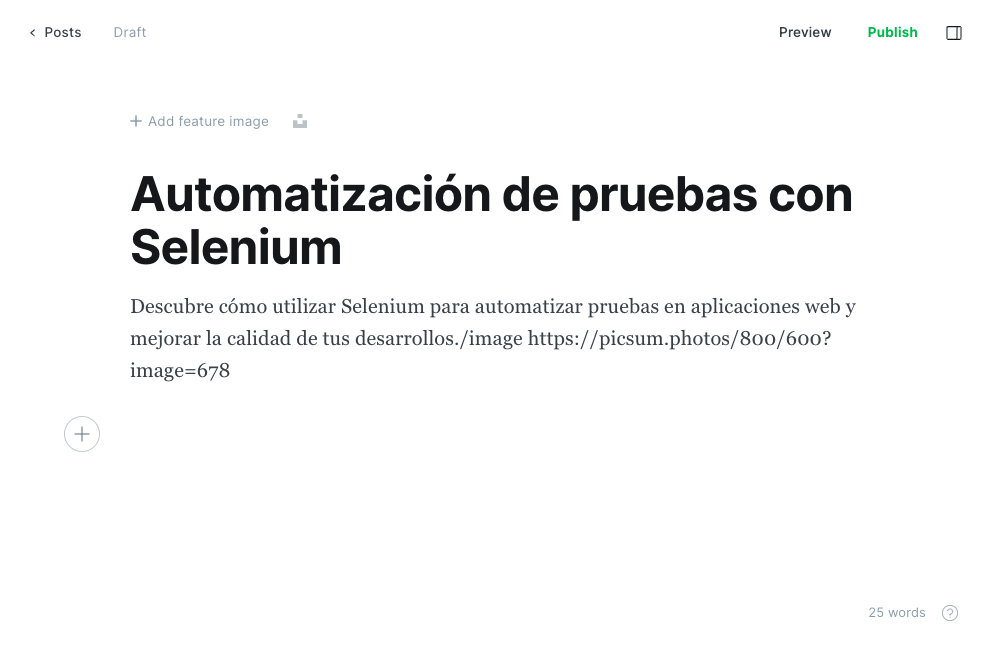 Posts
Draft
Preview
Publish
Add feature image
Automatización de pruebas con
Selenium
Descubre cómo utilizar Selenium para automatizar pruebas en aplicaciones web y
mejorar la calidad de tus desarrollos./image https://picsum.photos/800/600?
image=678
25 words